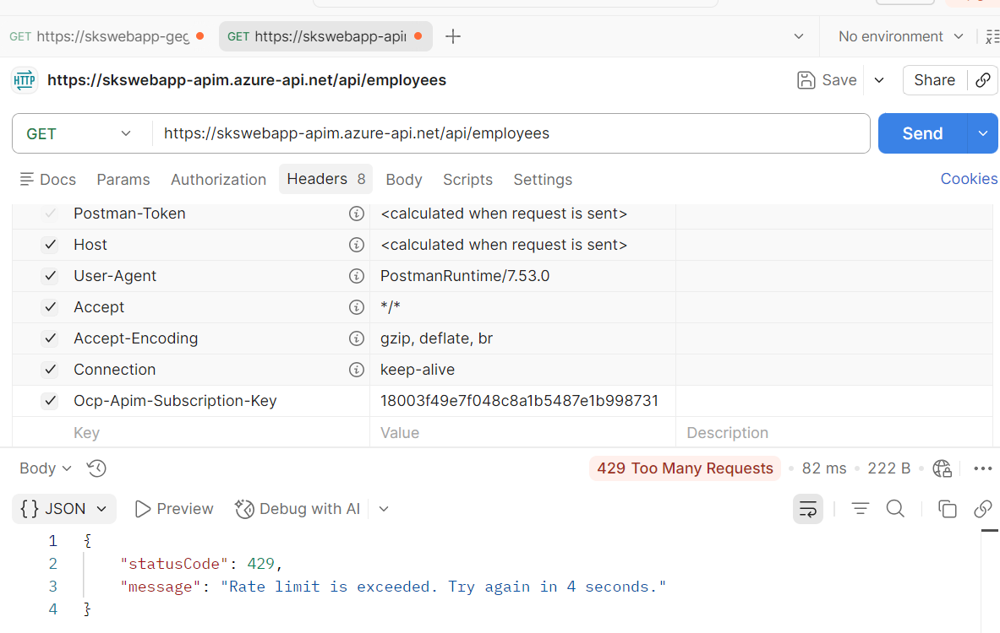 GET https://skswebapp-geg GET https://skswebapp-apin No environment
HTTP https://skswebapp-apim.azure-api.net/api/employees Save Share
GET https://skswebapp-apim.azure-api.net/api/employees Send
Docs Params Authorization Headers 8 Body Scripts Settings Cookies
Postman-Token <calculated when request is sent>
Host <calculated when request is sent>
User-Agent PostmanRuntime/7.53.0
Accept */*
Accept-Encoding gzip, deflate, br
Connection keep-alive
Ocp-Apim-Subscription-Key 18003f49e7f048c8a1b5487e1b998731
Key Value Description
Body 429 Too Many Requests 82 ms 222 B
{} JSON Preview Debug with AI
1 {
2 "statusCode": 429,
3 "message": "Rate limit is exceeded. Try again in 4 seconds."
4 }